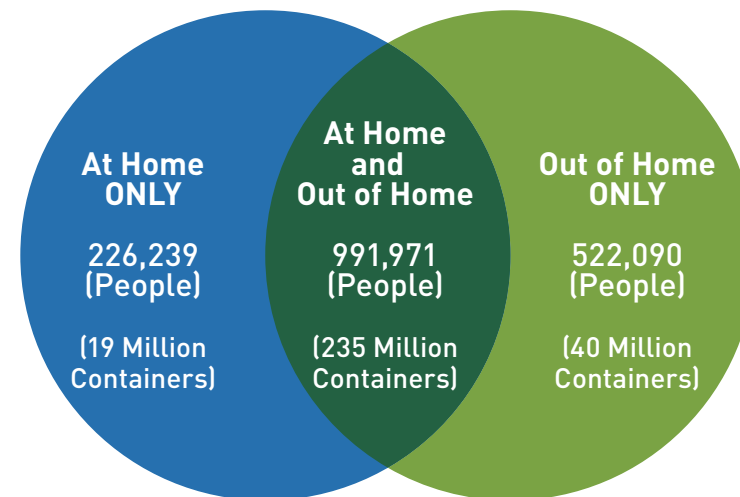 At Home
ONLY
226,239
(People)
(19 Million
Containers)
At Home
and
Out of Home
991,971
(People)
(235 Million
Containers)
Out of Home
ONLY
522,090
(People)
(40 Million
Containers)